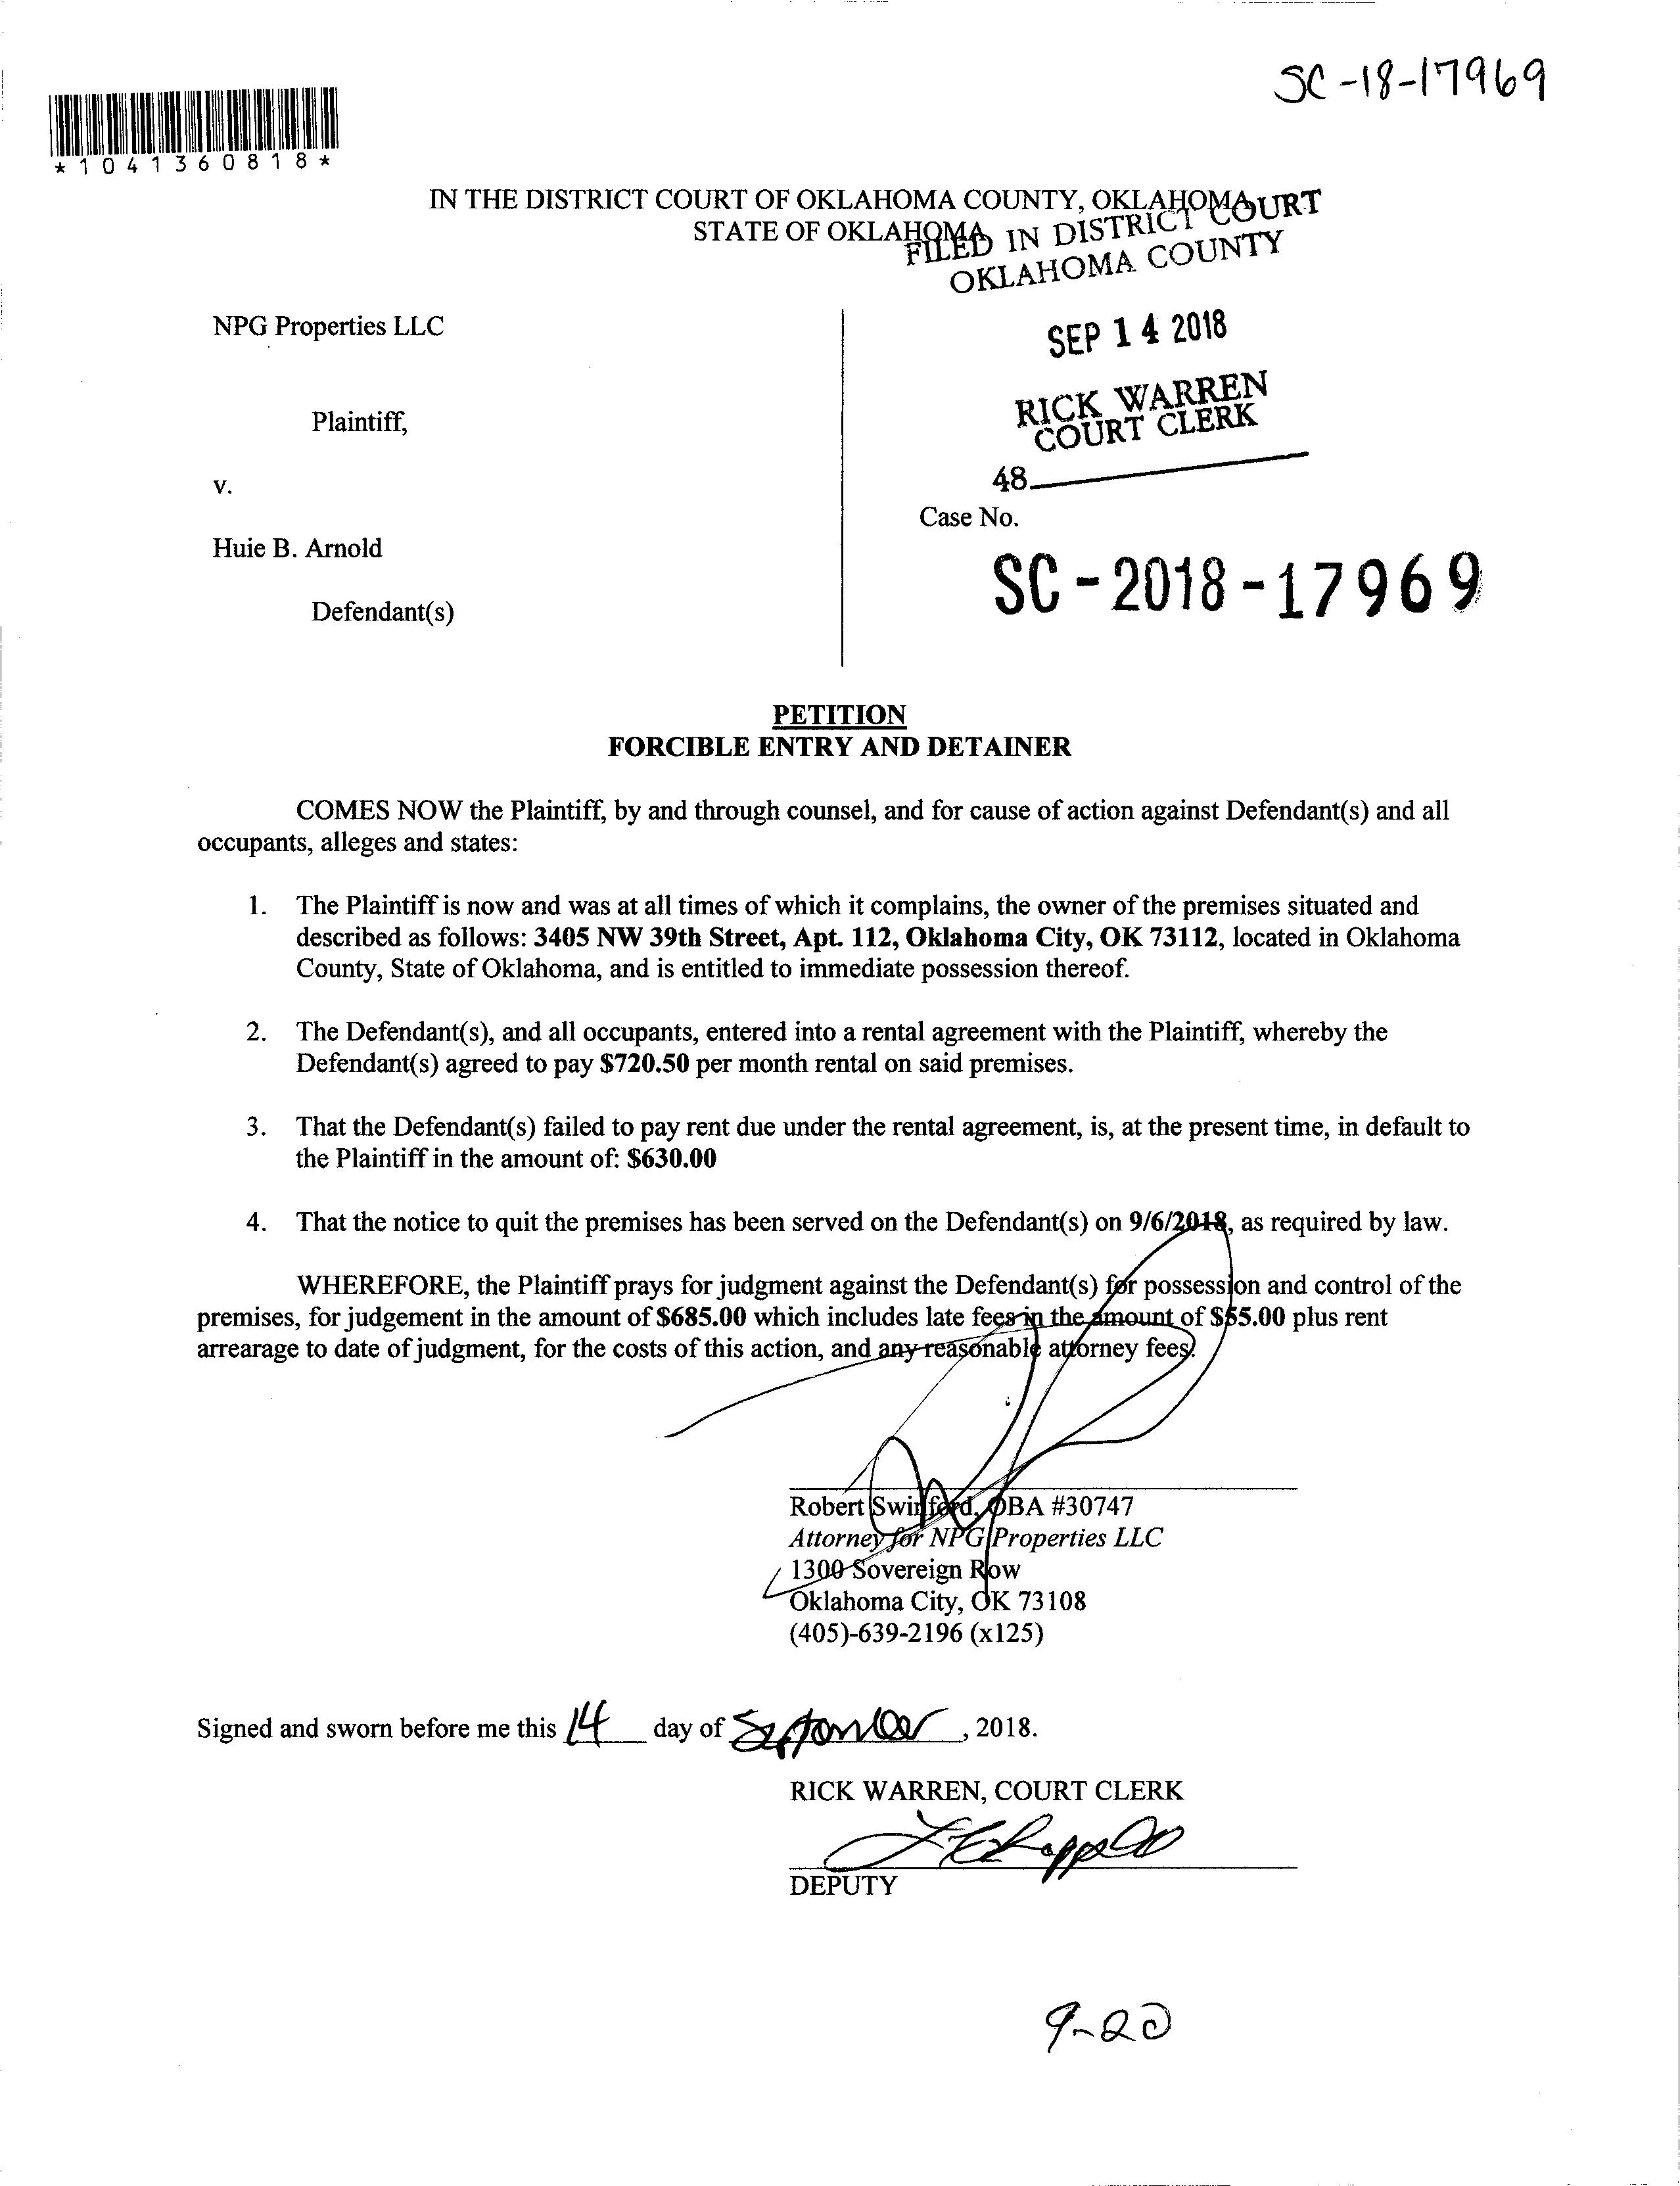 SC-18-17969
*1041360818*
IN THE DISTRICT COURT OF OKLAHOMA COUNTY, OKLAHOMA
STATE OF OKLAHOMA
FILED IN DISTRICT COURT
OKLAHOMA COUNTY
NPG Properties LLC
SEP 14 2018
Plaintiff,
RICK WARREN
COURT CLERK
v.
48
Case No.
Huie B. Arnold
SC-2018-17969
Defendant(s)
PETITION
FORCIBLE ENTRY AND DETAINER
COMES NOW the Plaintiff, by and through counsel, and for cause of action against Defendant(s) and all
occupants, alleges and states:
1. The Plaintiff is now and was at all times of which it complains, the owner of the premises situated and
described as follows: 3405 NW 39th Street, Apt. 112, Oklahoma City, OK 73112, located in Oklahoma
County, State of Oklahoma, and is entitled to immediate possession thereof.
2. The Defendant(s), and all occupants, entered into a rental agreement with the Plaintiff, whereby the
Defendant(s) agreed to pay $720.50 per month rental on said premises.
3. That the Defendant(s) failed to pay rent due under the rental agreement, is, at the present time, in default to
the Plaintiff in the amount of: $630.00
4. That the notice to quit the premises has been served on the Defendant(s) on 9/6/2018, as required by law.
WHEREFORE, the Plaintiff prays for judgment against the Defendant(s) for possession and control of the
premises, for judgement in the amount of $685.00 which includes late fees in the amount of $55.00 plus rent
arrearage to date of judgment, for the costs of this action, and any reasonable attorney fees.
Robert Swinford, OBA #30747
Attorney for NPG Properties LLC
1300 Sovereign Row
Oklahoma City, OK 73108
(405)-639-2196 (x125)
Signed and sworn before me this 14 day of September, 2018.
RICK WARREN, COURT CLERK
DEPUTY
9-20